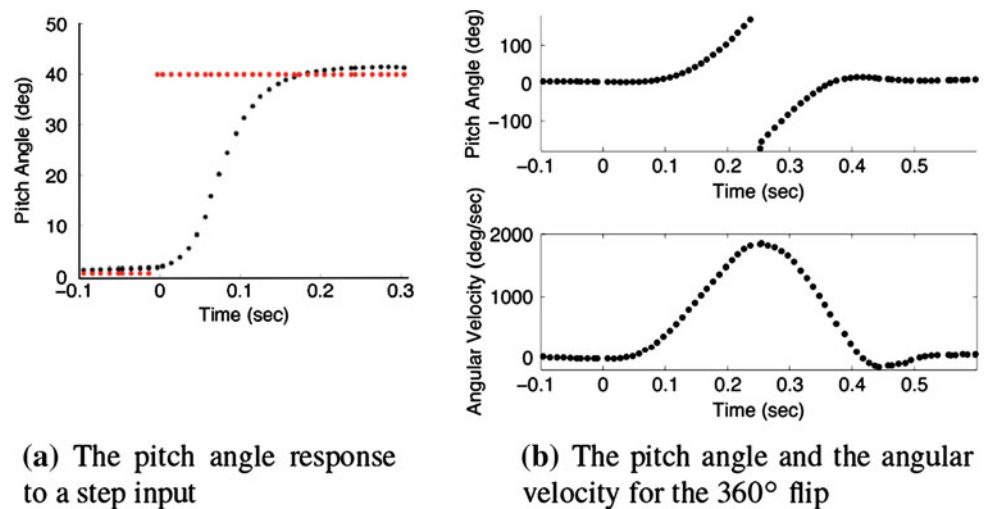 50
40
30
20
10
0
Pitch Angle (deg)
-0.1 0 0.1 0.2 0.3
Time (sec)
100
0
-100
Pitch Angle (deg)
-0.1 0 0.1 0.2 0.3 0.4 0.5
Time (sec)
2000
1000
0
Angular Velocity (deg/sec)
-0.1 0 0.1 0.2 0.3 0.4 0.5
Time (sec)
(a) The pitch angle response
to a step input
(b) The pitch angle and the angular
velocity for the 360° flip